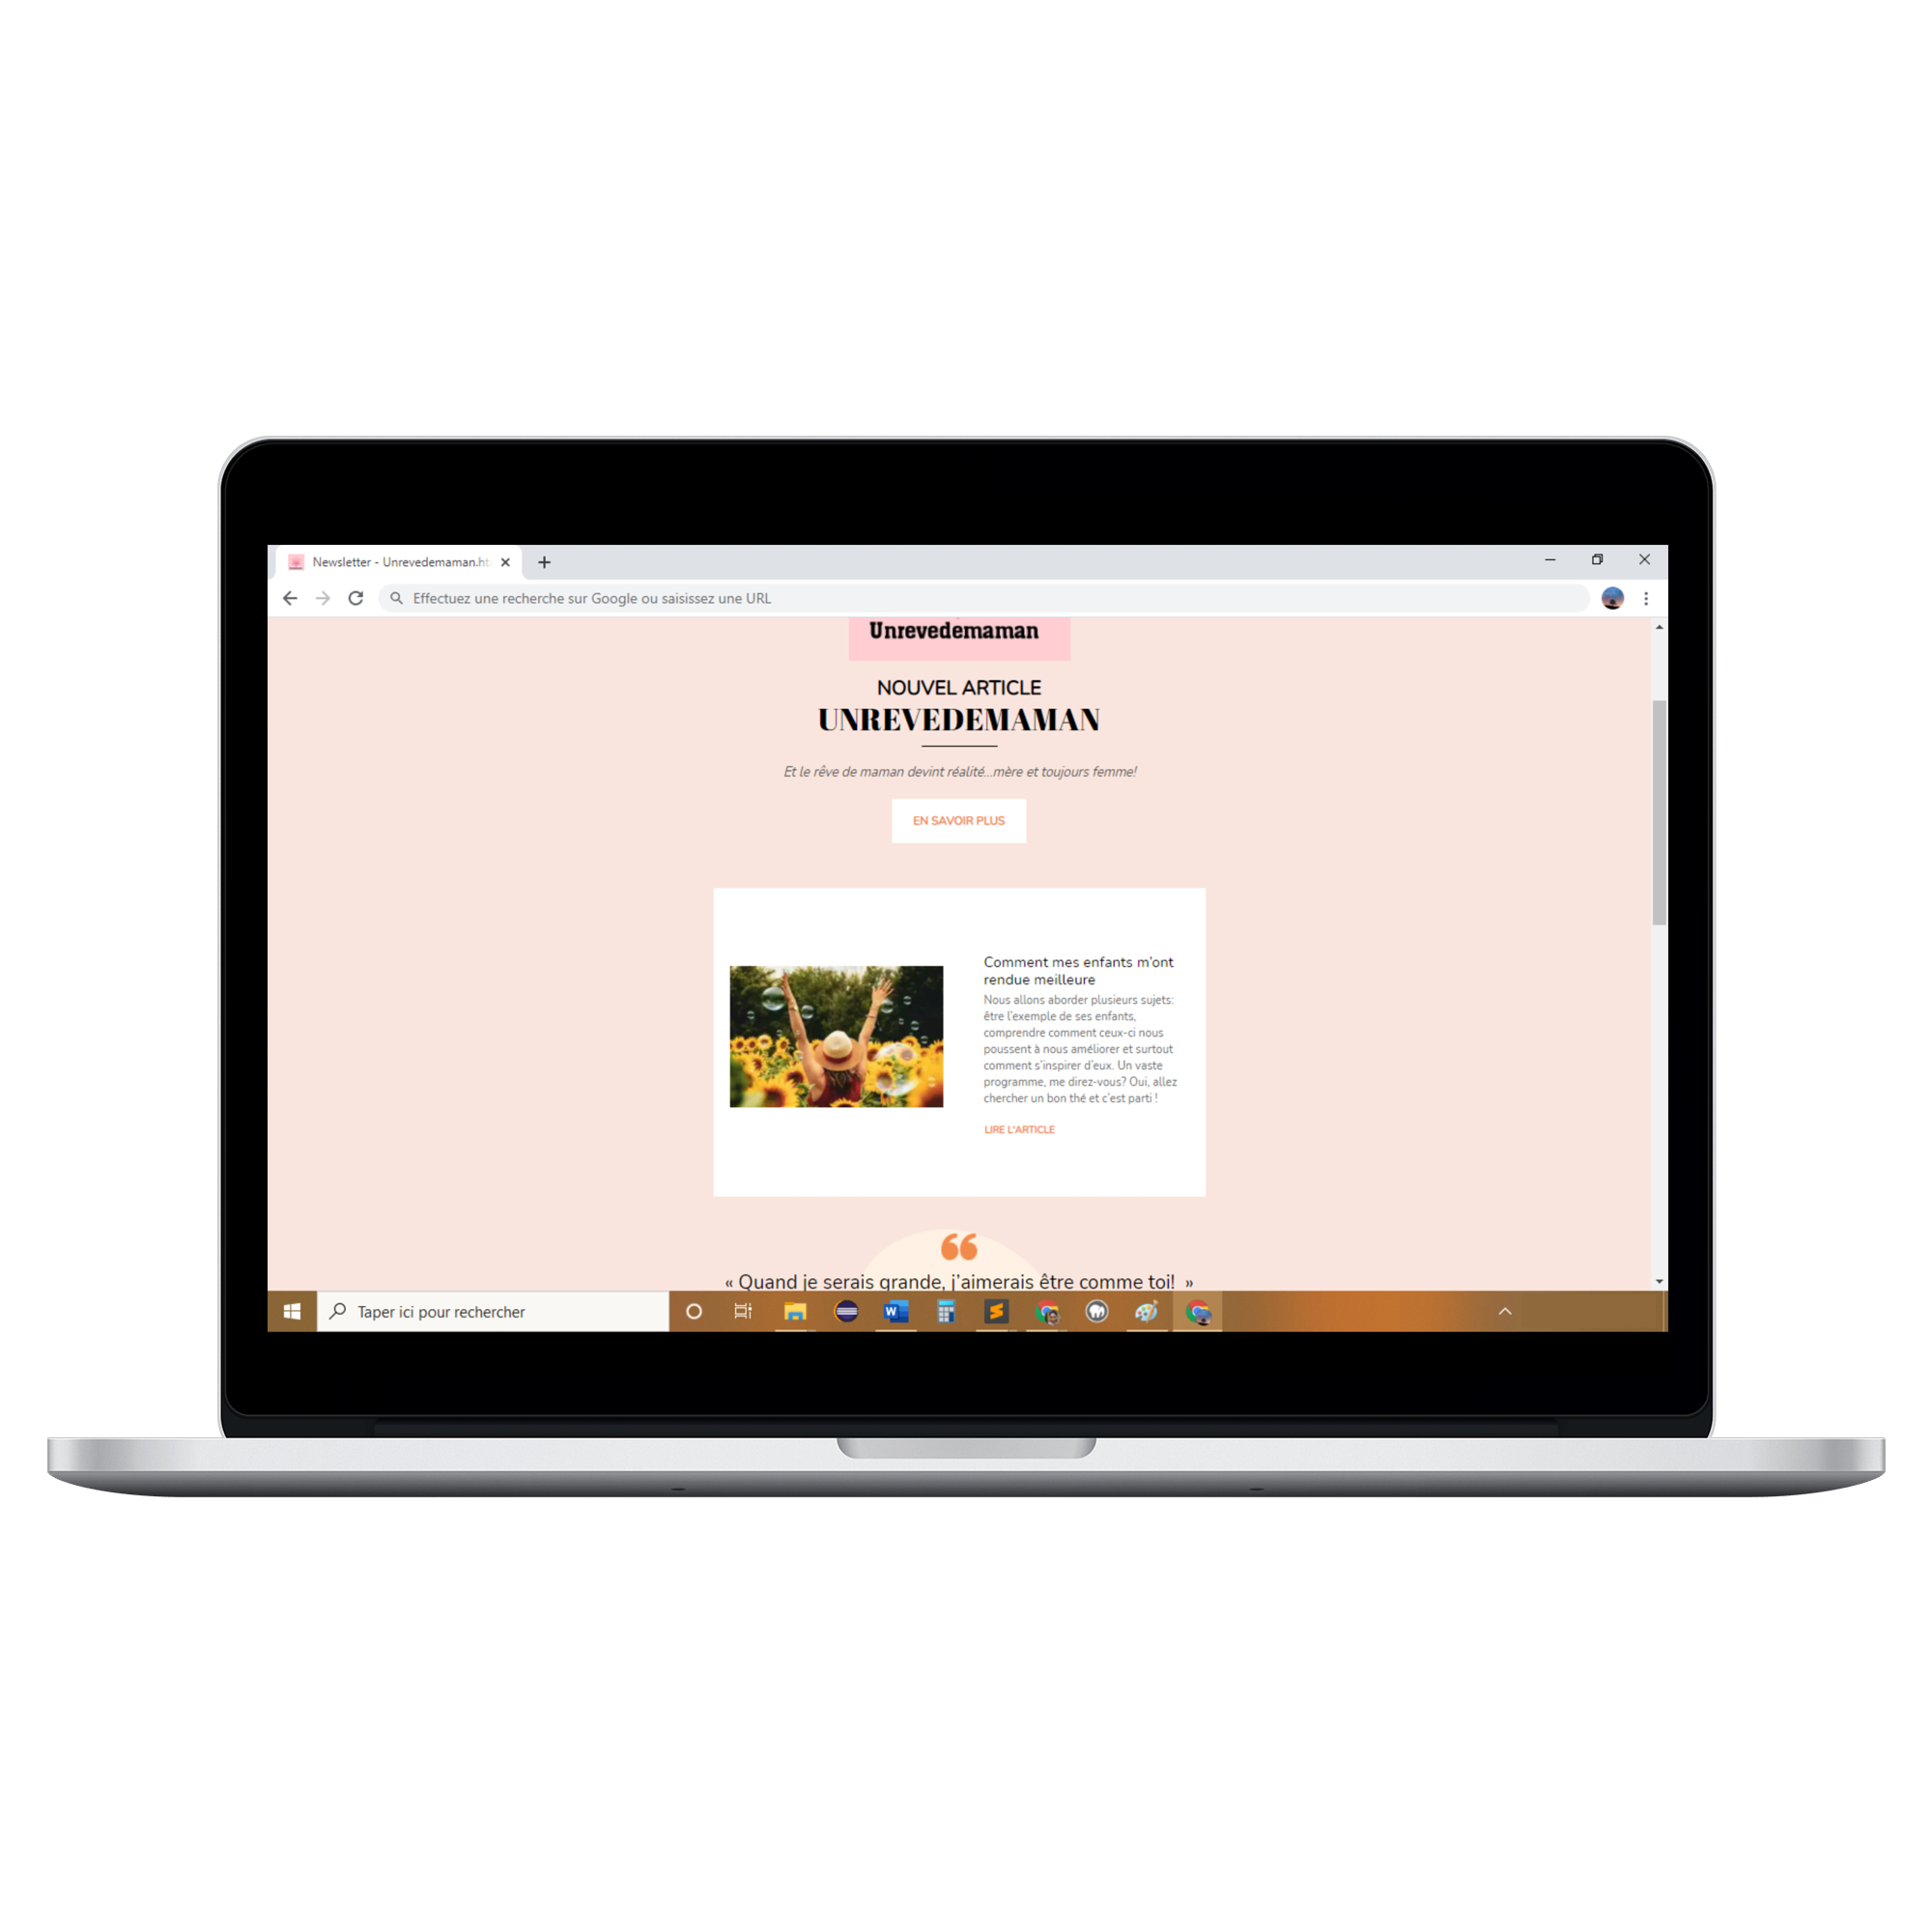 Newsletter - Unrevedemaman.ht
Effectuez une recherche sur Google ou saisissez une URL
Unrevedemaman
NOUVEL ARTICLE
UNREVEDEMAMAN
Et le rêve de maman devint réalité...mère et toujours femme!
EN SAVOIR PLUS
Comment mes enfants m'ont
rendue meilleure
Nous allons aborder plusieurs sujets:
être l'exemple de ses enfants,
comprendre comment ceux-ci nous
poussent à nous améliorer et surtout
comment s'inspirer d'eux. Un vaste
programme, me direz-vous? Oui, allez
chercher un bon thé et c'est parti !
LIRE L'ARTICLE
« Quand je serais grande, j'aimerais être comme toi! »
Taper ici pour rechercher